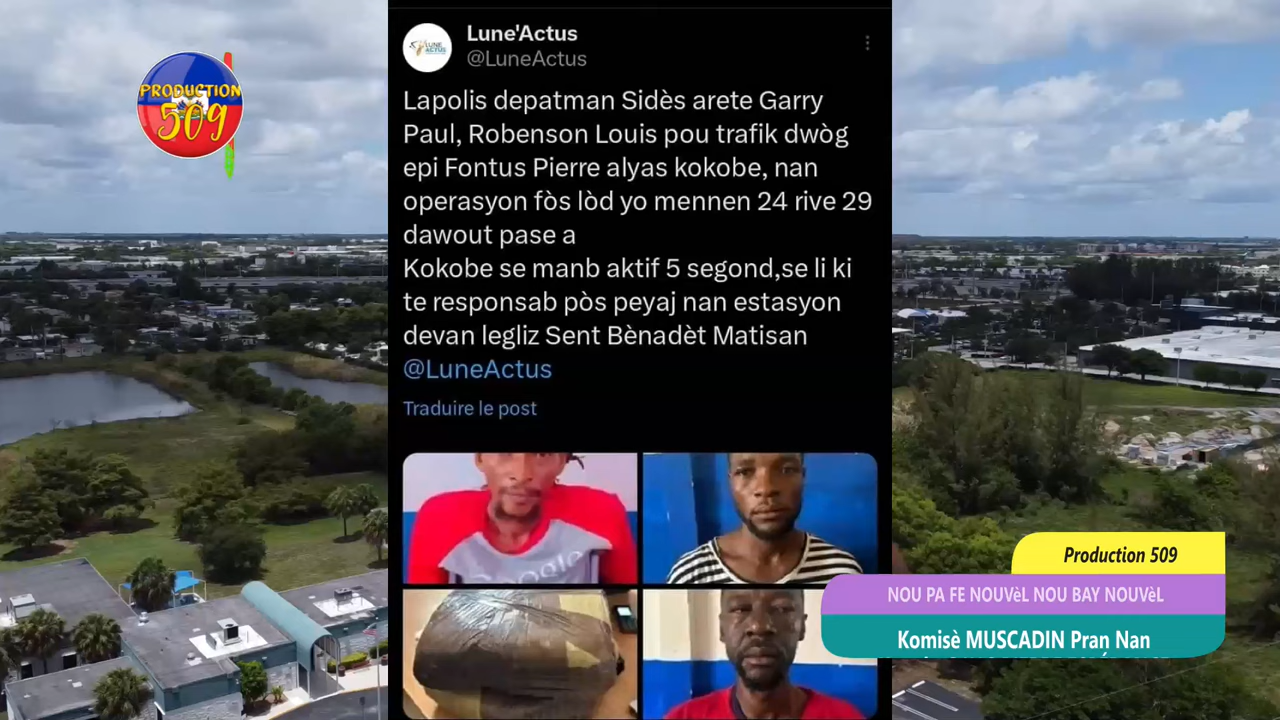 PRODUCTION
509
Lune'Actus
@LuneActus
Lapolis depatman Sidès arete Garry
Paul, Robenson Louis pou trafik dwòg
epi Fontus Pierre alyas kokobe, nan
operasyon fòs lòd yo mennen 24 rive 29
dawout pase a
Kokobe se manb aktif 5 segond,se li ki
te responsab pòs peyaj nan estasyon
devan legliz Sent Bènadèt Matisan
@LuneActus
Traduire le post
Google
Production 509
NOU PA FE NOUVèL NOU BAY NOUVèL
Komisè MUSCADIN Pran Nan